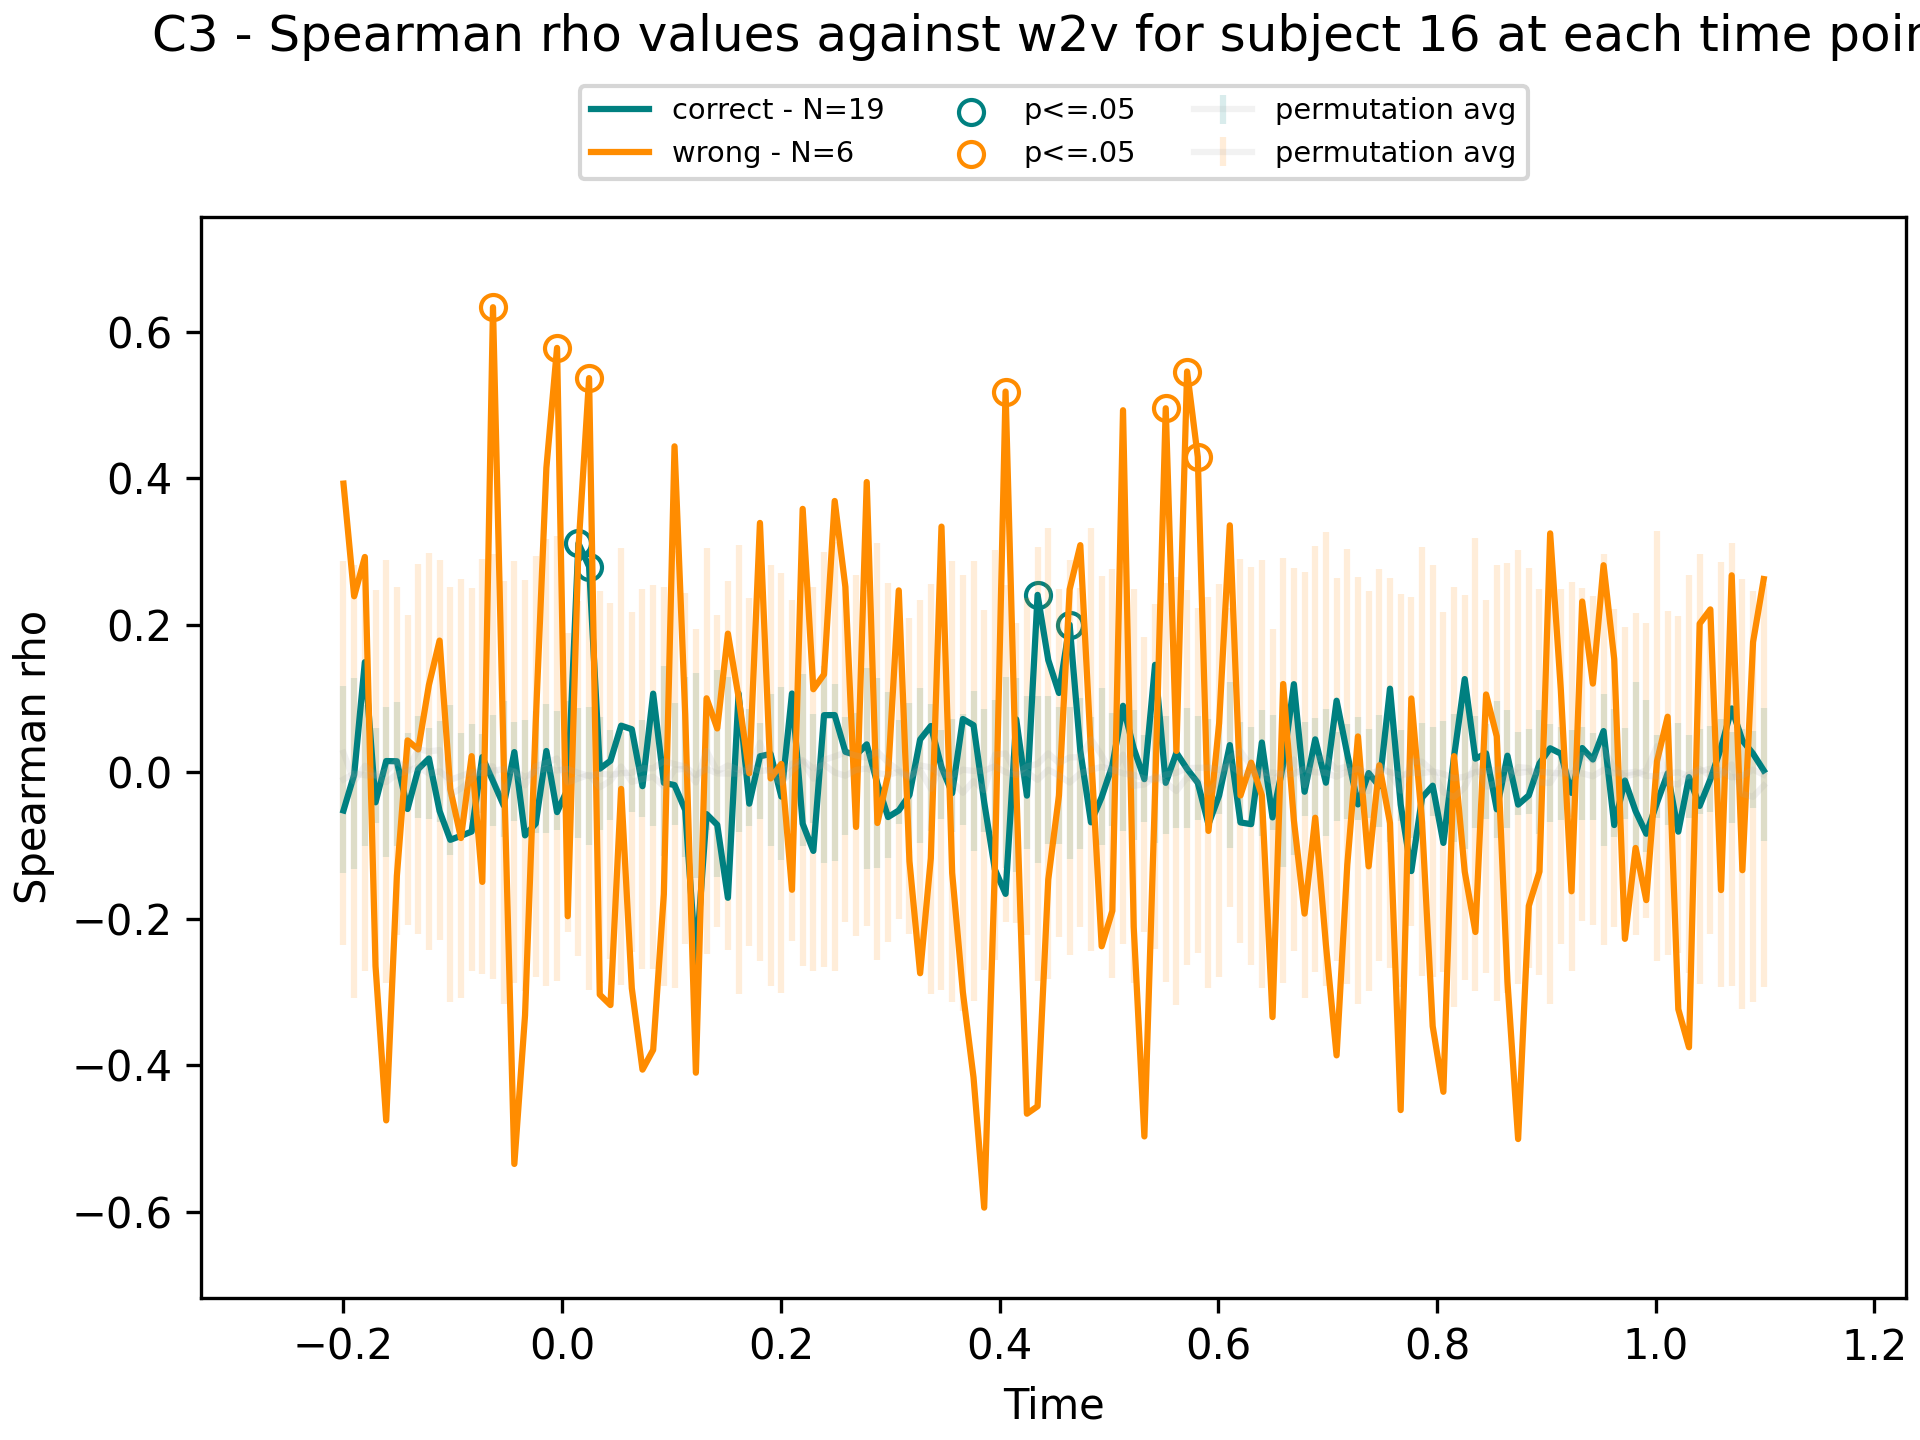 C3 - Spearman rho values against w2v for subject 16 at each time poin
correct - N=19
wrong - N=6
p<=.05
p<=.05
permutation avg
permutation avg
Spearman rho
0.6
0.4
0.2
0.0
−0.2
−0.4
−0.6
−0.2 0.0 0.2 0.4 0.6 0.8 1.0 1.2
Time